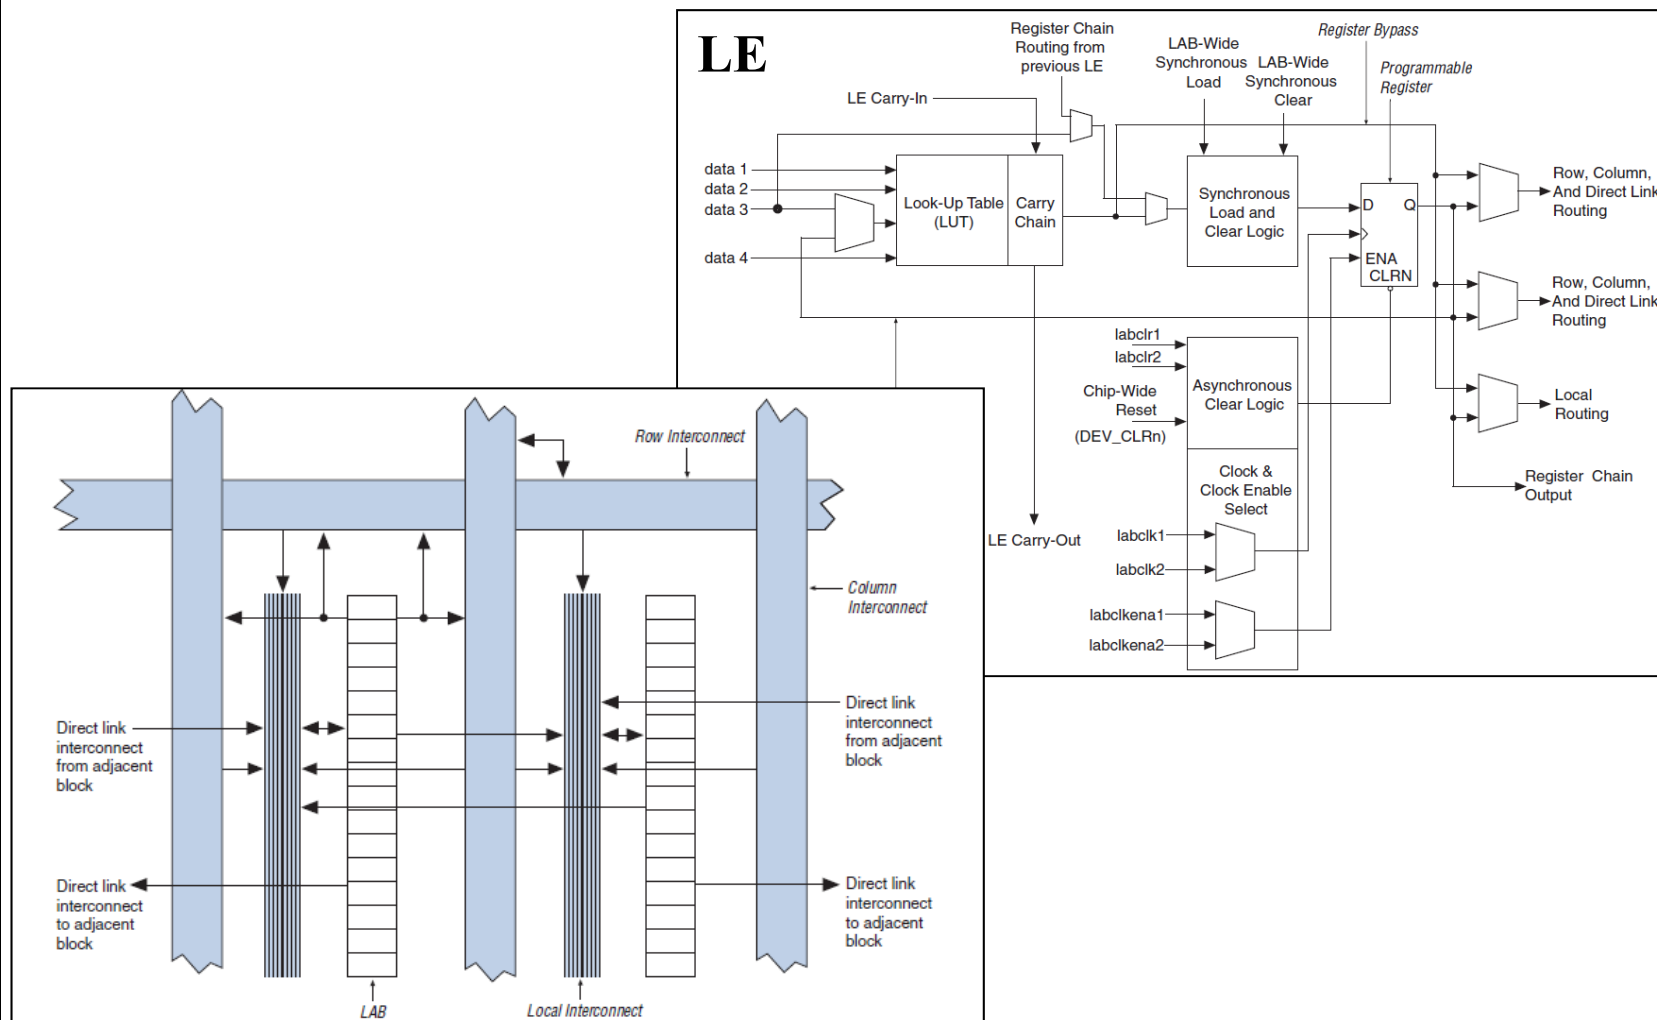 LE
Register Chain
Routing from
previous LE
LAB-Wide
Synchronous
Load
LAB-Wide
Synchronous
Clear
Register Bypass
Programmable
Register
LE Carry-In
data 1
data 2
data 3
data 4
Look-Up Table
(LUT)
Carry
Chain
Synchronous
Load and
Clear Logic
D
Q
ENA
CLRN
Row, Column,
And Direct Link
Routing
Row, Column,
And Direct Link
Routing
Local
Routing
Register Chain
Output
labclr1
labclr2
Chip-Wide
Reset
(DEV_CLRn)
Asynchronous
Clear Logic
Clock &
Clock Enable
Select
labclk1
labclk2
labclkena1
labclkena2
LE Carry-Out
Row Interconnect
Column
Interconnect
Direct link
interconnect
from adjacent
block
Direct link
interconnect
from adjacent
block
Direct link
interconnect
to adjacent
block
Direct link
interconnect
to adjacent
block
LAB
Local Interconnect